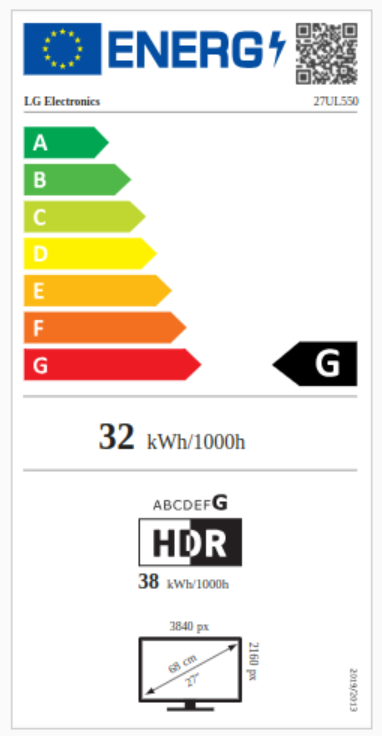 ENERG
LG Electronics 27UL550
A
B
C
D
E
F
G G
32 kWh/1000h
ABCDEFG
HDR
38 kWh/1000h
3840 px
2160 px
68 cm
27"
2019/2013